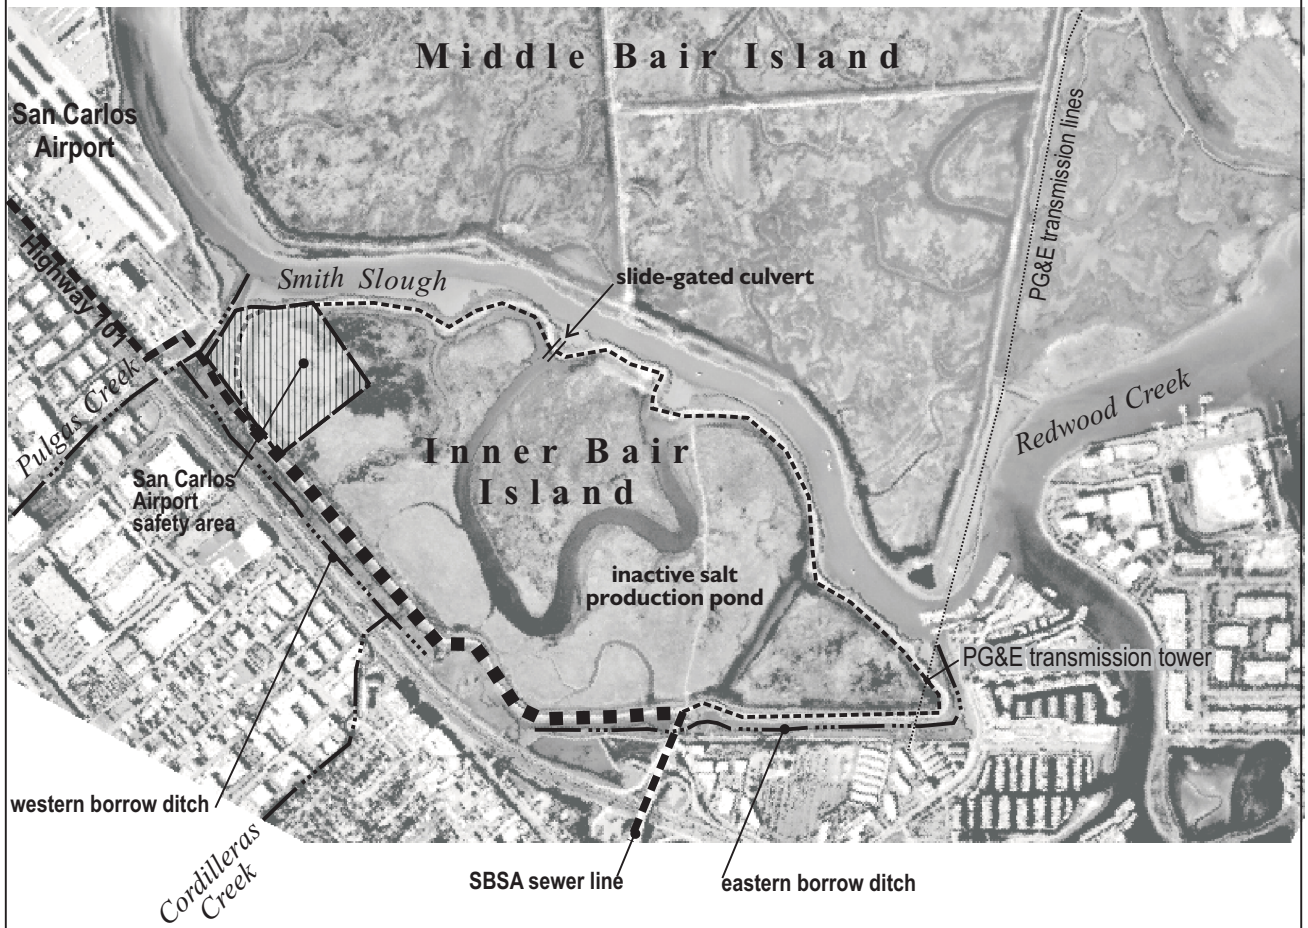 Middle Bair Island
San Carlos
Airport
PG&E transmission lines
Highway 101
Smith Slough
slide-gated culvert
Pulgas Creek
Redwood Creek
Inner Bair
Island
San Carlos
Airport
safety area
inactive salt
production pond
PG&E transmission tower
western borrow ditch
Cordilleras
Creek
SBSA sewer line
eastern borrow ditch